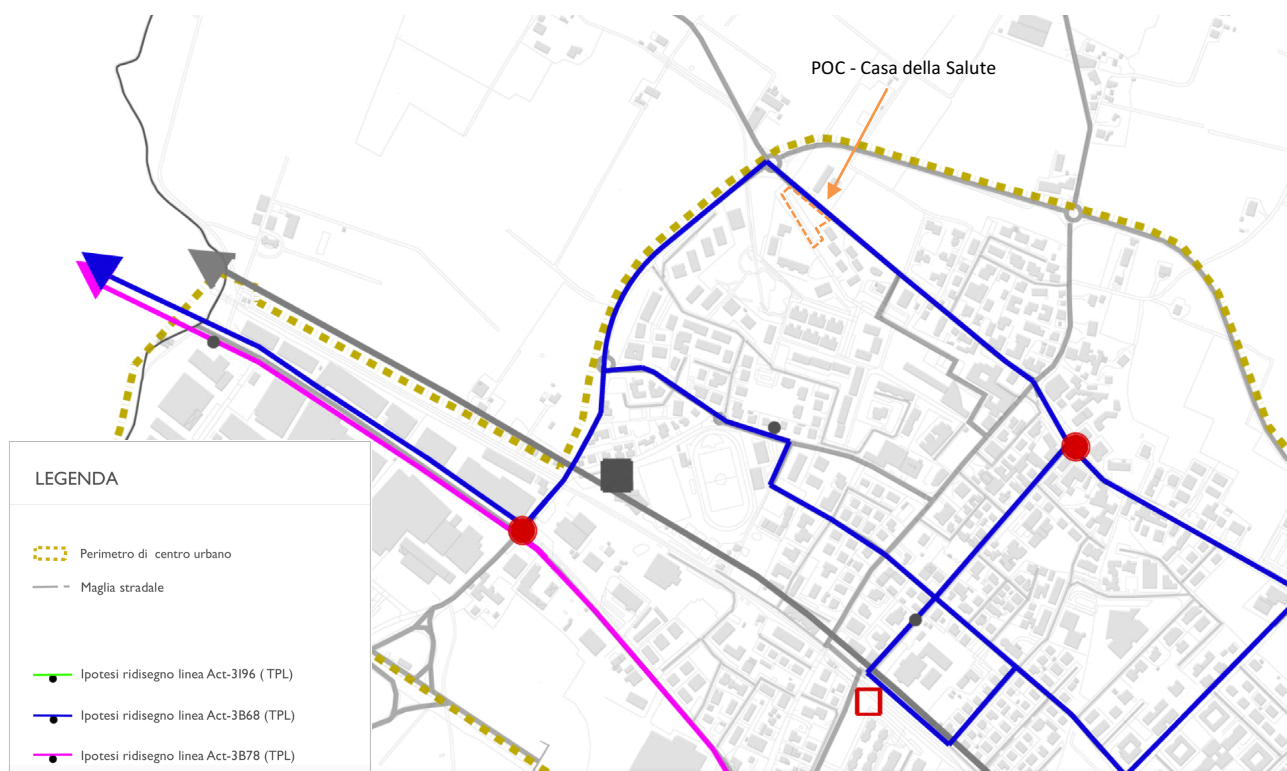 POC - Casa della Salute
LEGENDA
Perimetro di centro urbano
Maglia stradale
Ipotesi ridisegno linea Act-3I96 (TPL)
Ipotesi ridisegno linea Act-3B68 (TPL)
Ipotesi ridisegno linea Act-3B78 (TPL)